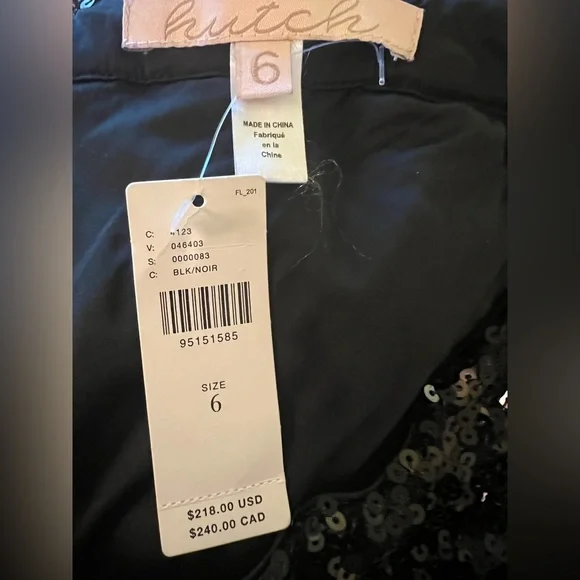 hutch
6
MADE IN CHINA
Fabriqué
en la
Chine
FL_201
C: 4123
V: 046403
S: 0000083
C: BLK/NOIR
95151585
SIZE
6
$218.00 USD
$240.00 CAD